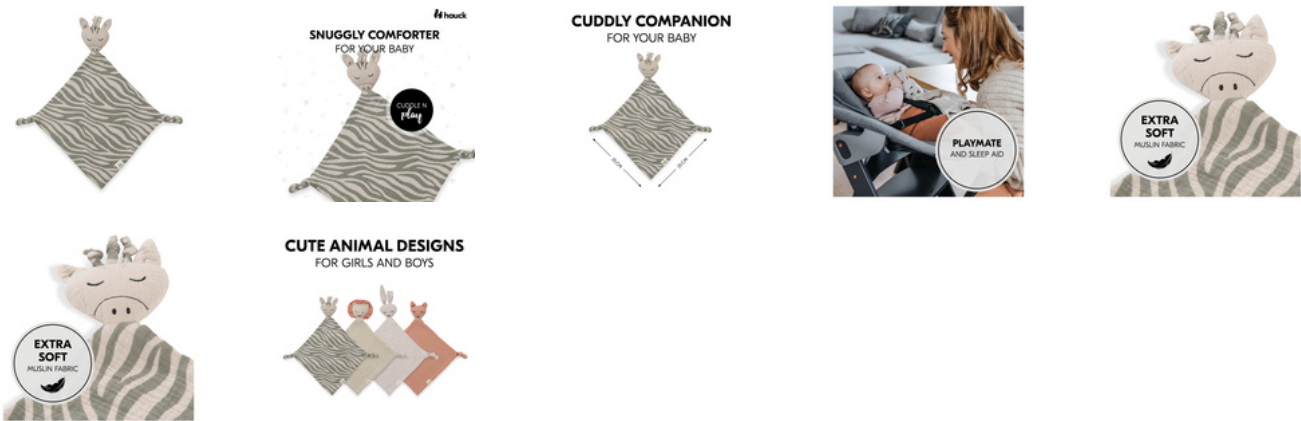 hauck
SNUGGLY COMFORTER
FOR YOUR BABY
CUDDLE N
play
CUDDLY COMPANION
FOR YOUR BABY
PLAYMATE
AND SLEEP AID
EXTRA
SOFT
MUSLIN FABRIC
EXTRA
SOFT
MUSLIN FABRIC
CUTE ANIMAL DESIGNS
FOR GIRLS AND BOYS